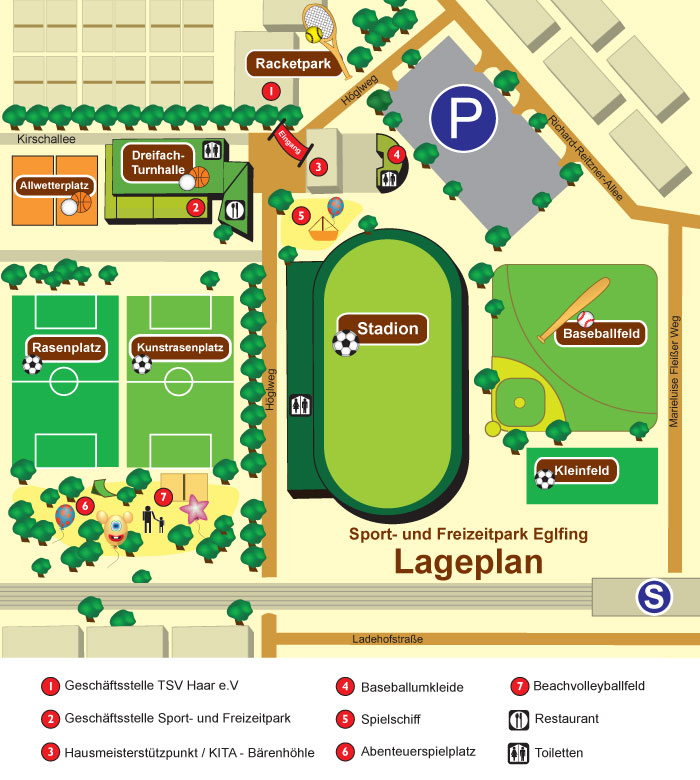 Racketpark
1
Höglweg
P
Richard-Reitzner-Allee
Kirschallee
Eingang
Dreifach-
Turnhalle
3
4
Allwetterplatz
2
5
Stadion
Baseballfeld
Rasenplatz
Kunstrasenplatz
Höglweg
Marieluise Fleißer Weg
Kleinfeld
6
7
Sport- und Freizeitpark Eglfing
Lageplan
S
Ladehofstraße
1 Geschäftsstelle TSV Haar e.V
2 Geschäftsstelle Sport- und Freizeitpark
3 Hausmeisterstützpunkt / KITA - Bärenhöhle
4 Baseballumkleide
5 Spielschiff
6 Abenteuerspielplatz
7 Beachvolleyballfeld
Restaurant
Toiletten